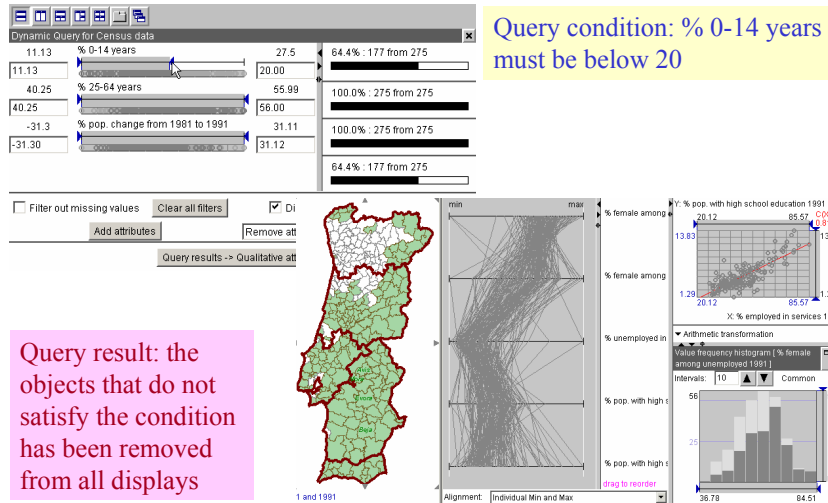 Dynamic Query for Census data
11.13 % 0-14 years 27.5
11.13 20.00
40.25 % 25-64 years 55.99
40.25 56.00
-31.3 % pop. change from 1981 to 1991 31.11
-31.30 31.12
64.4% : 177 from 275
100.0% : 275 from 275
100.0% : 275 from 275
64.4% : 177 from 275
Query condition: % 0-14 years
must be below 20
Filter out missing values Clear all filters Di
Add attributes Remove att
Query results -> Qualitative att
Query result: the
objects that do not
satisfy the condition
has been removed
from all displays
Evora
Beja
1 and 1991
min max
% female among
% female among
% unemployed in
% pop. with high s
% pop. with high s
drag to reorder
Alignment: Individual Min and Max
Y: % pop. with high school education 1991
20.12 85.57
13.83
1.29
20.12 85.57
X: % employed in services 1
Arithmetic transformation
Value frequency histogram [ % female
among unemployed 1991 ]
Intervals: 10 Common
56
25
36.78 84.51